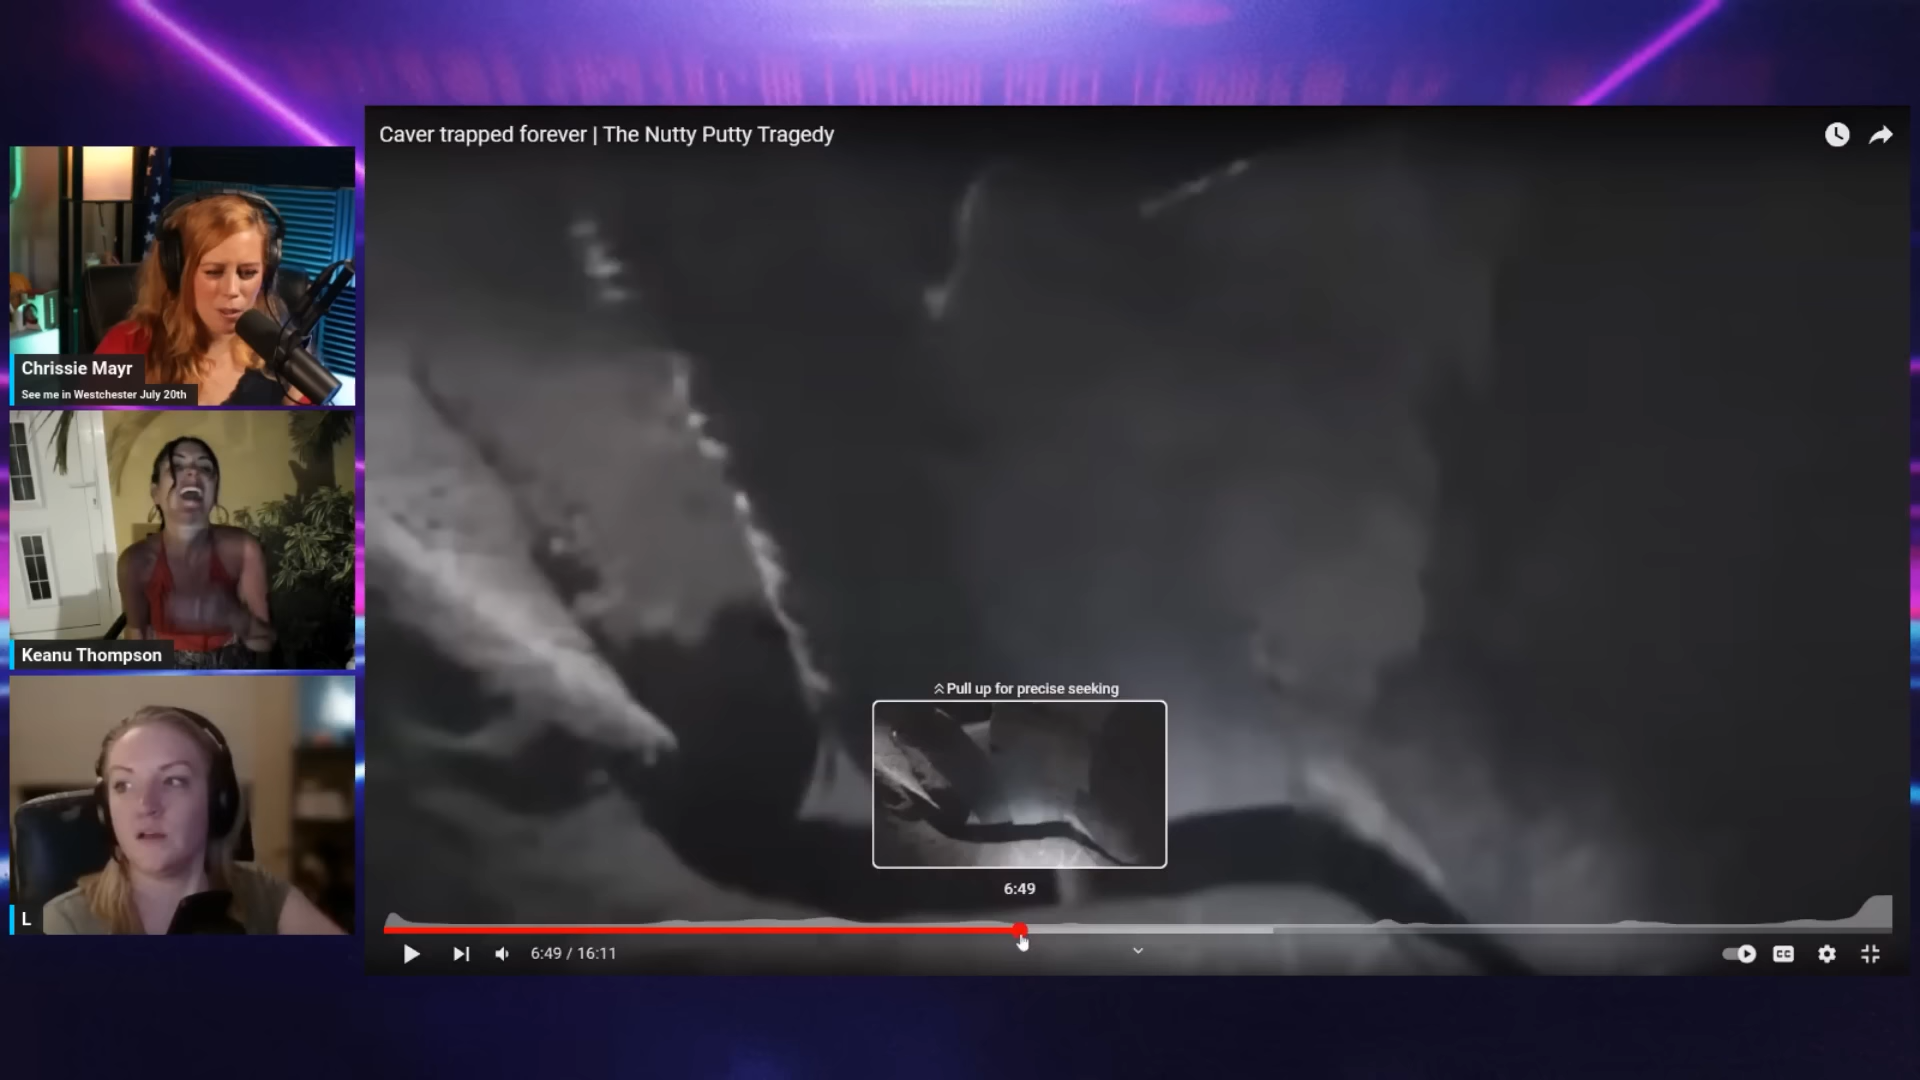 Caver trapped forever | The Nutty Putty Tragedy
Chrissie Mayr
See me in Westchester July 20th
Keanu Thompson
L
Pull up for precise seeking
6:49
6:49 / 16:11
CC